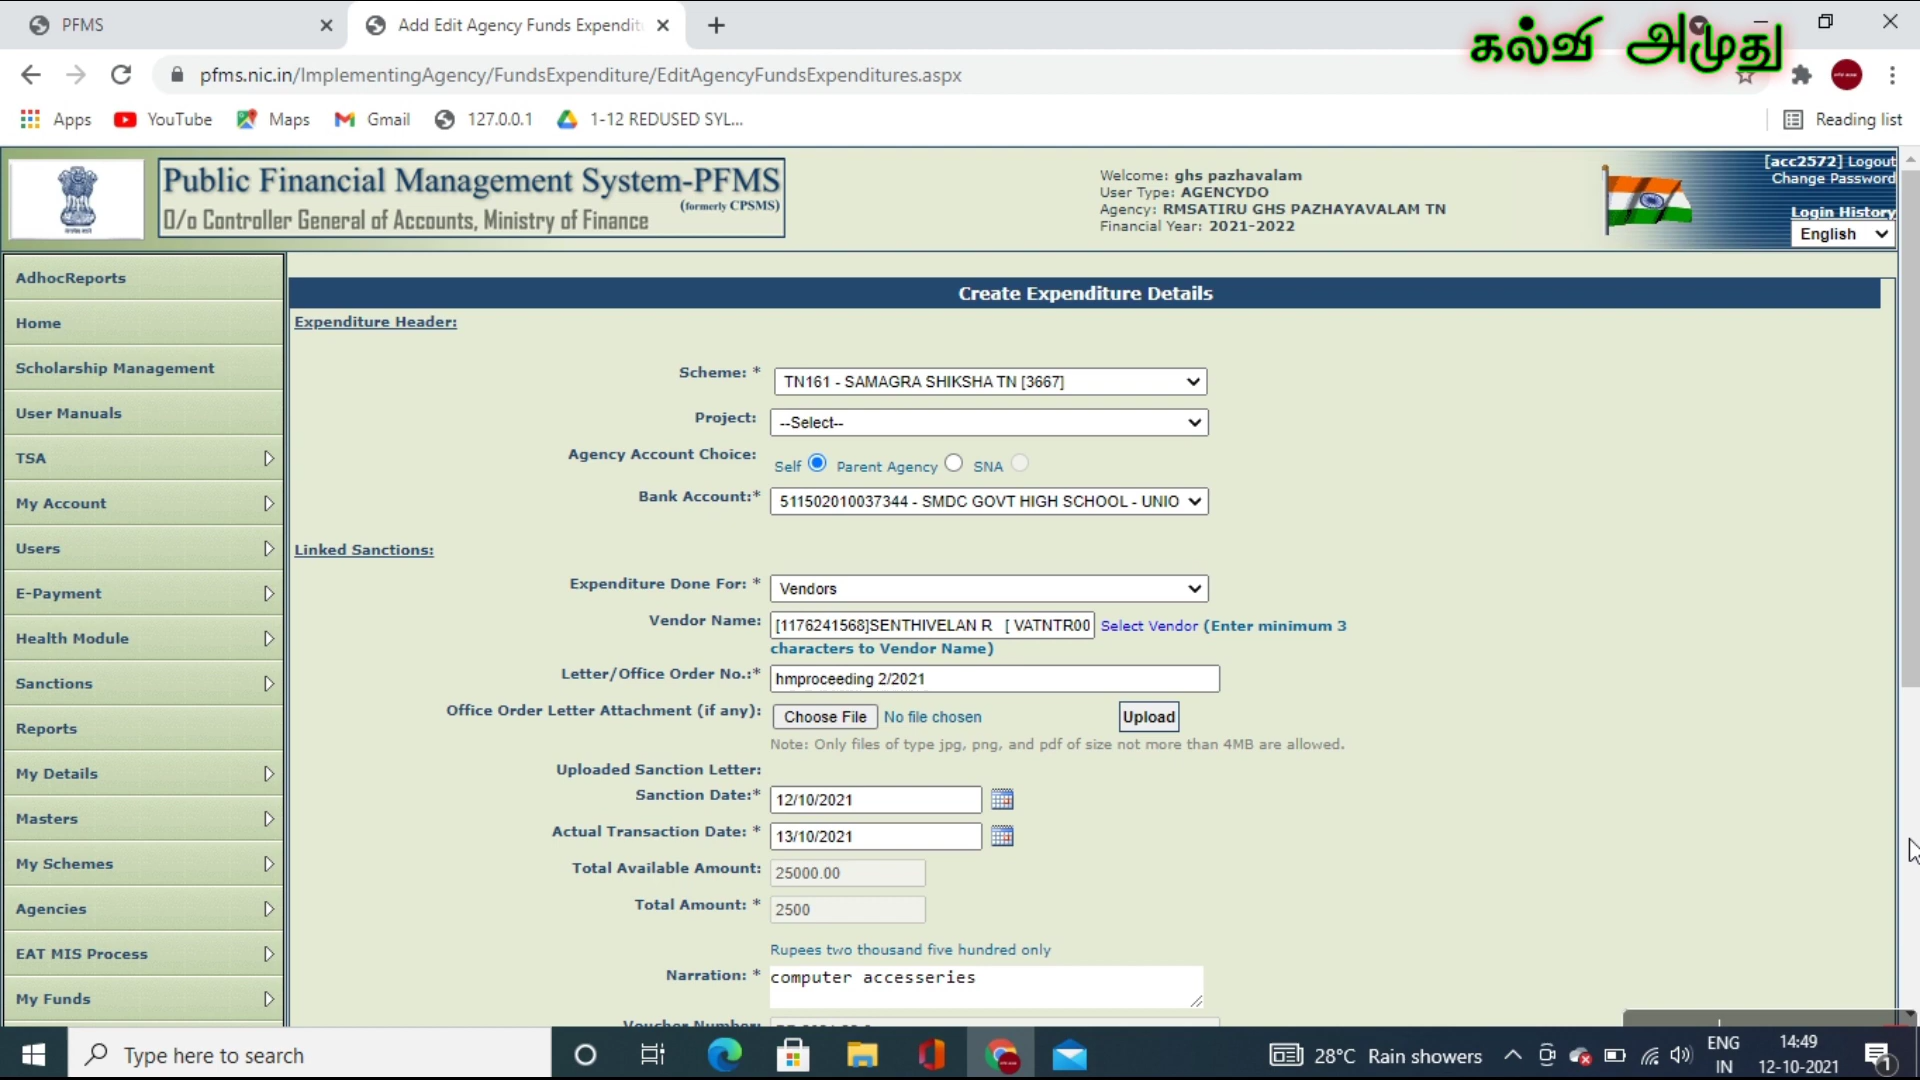 PFMS
Add Edit Agency Funds Expendit
கல்வி அமுது
pfms.nic.in/ImplementingAgency/FundsExpenditure/EditAgencyFundsExpenditures.aspx
Apps YouTube Maps Gmail 127.0.0.1 1-12 REDUSED SYL... Reading list
Public Financial Management System-PFMS
(formerly CPSMS)
O/o Controller General of Accounts, Ministry of Finance
Welcome: ghs pazhavalam
User Type: AGENCYDO
Agency: RMSATIRU GHS PAZHAYAVALAM TN
Financial Year: 2021-2022
[acc2572] Logout
Change Password
Login History
English
AdhocReports
Home
Scholarship Management
User Manuals
TSA
My Account
Users
E-Payment
Health Module
Sanctions
Reports
My Details
Masters
My Schemes
Agencies
EAT MIS Process
My Funds
Create Expenditure Details
Expenditure Header:
Scheme: * TN161 - SAMAGRA SHIKSHA TN [3667]
Project: --Select--
Agency Account Choice: Self Parent Agency SNA
Bank Account:* 511502010037344 - SMDC GOVT HIGH SCHOOL - UNIO
Linked Sanctions:
Expenditure Done For: * Vendors
Vendor Name: [1176241568]SENTHIVELAN R [ VATNTR00 Select Vendor (Enter minimum 3
characters to Vendor Name)
Letter/Office Order No.:* hmproceeding 2/2021
Office Order Letter Attachment (if any): Choose File No file chosen Upload
Note: Only files of type jpg, png, and pdf of size not more than 4MB are allowed.
Uploaded Sanction Letter:
Sanction Date:* 12/10/2021
Actual Transaction Date: * 13/10/2021
Total Available Amount: 25000.00
Total Amount: * 2500
Rupees two thousand five hundred only
Narration: * computer accesseries
Voucher Number:
Type here to search
28°C Rain showers
ENG
IN
14:49
12-10-2021
1